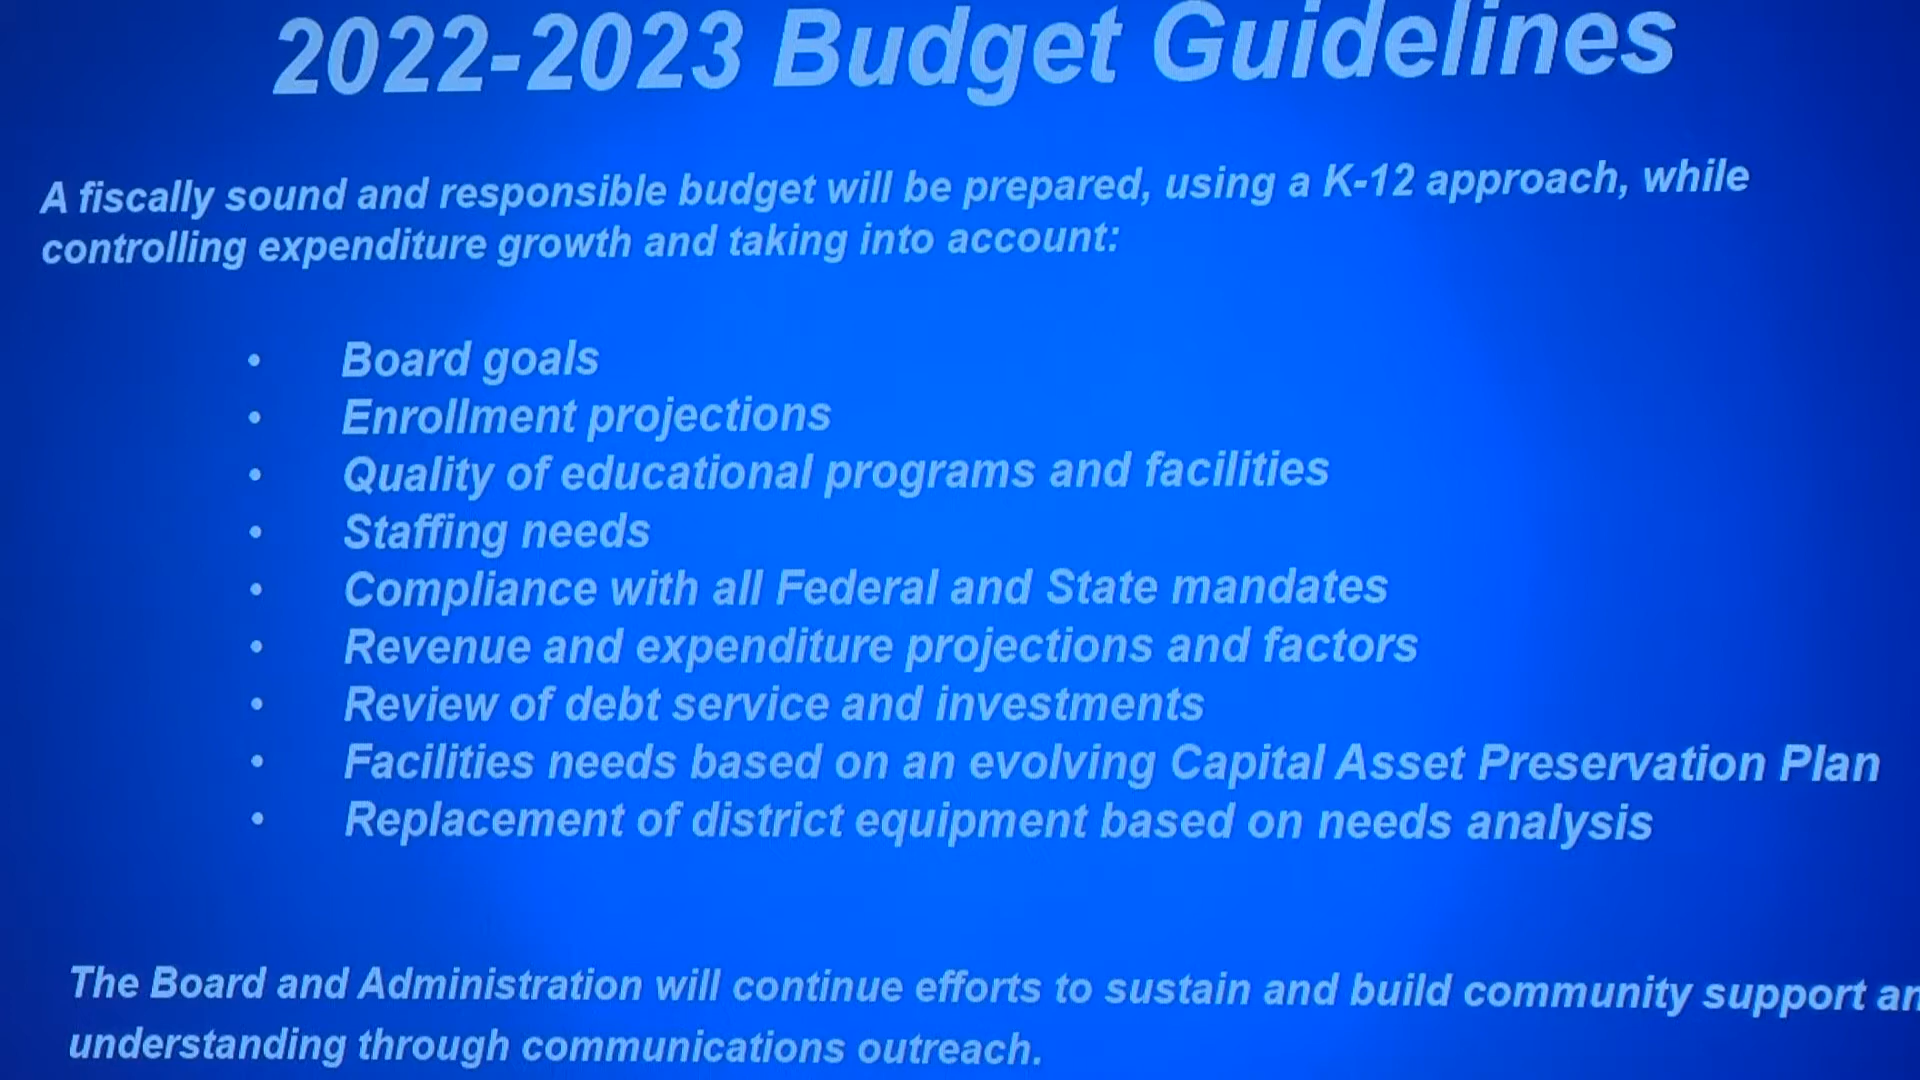 2022-2023 Budget Guidelines
A fiscally sound and responsible budget will be prepared, using a K-12 approach, while
controlling expenditure growth and taking into account:
• Board goals
• Enrollment projections
• Quality of educational programs and facilities
• Staffing needs
• Compliance with all Federal and State mandates
• Revenue and expenditure projections and factors
• Review of debt service and investments
• Facilities needs based on an evolving Capital Asset Preservation Plan
• Replacement of district equipment based on needs analysis
The Board and Administration will continue efforts to sustain and build community support
understanding through communications outreach.